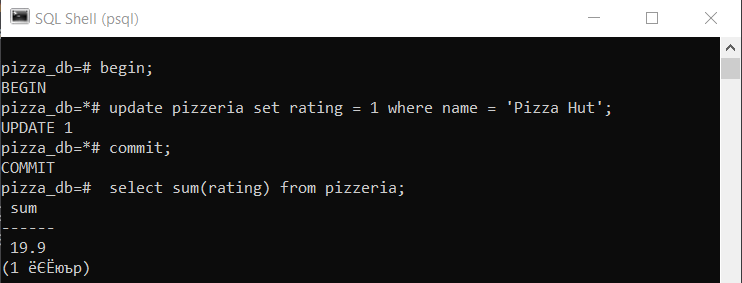 SQL Shell (psql)
pizza_db=# begin;
BEGIN
pizza_db=*# update pizzeria set rating = 1 where name = 'Pizza Hut';
UPDATE 1
pizza_db=*# commit;
COMMIT
pizza_db=#  select sum(rating) from pizzeria;
 sum
------
 19.9
(1 ёЄЁюър)